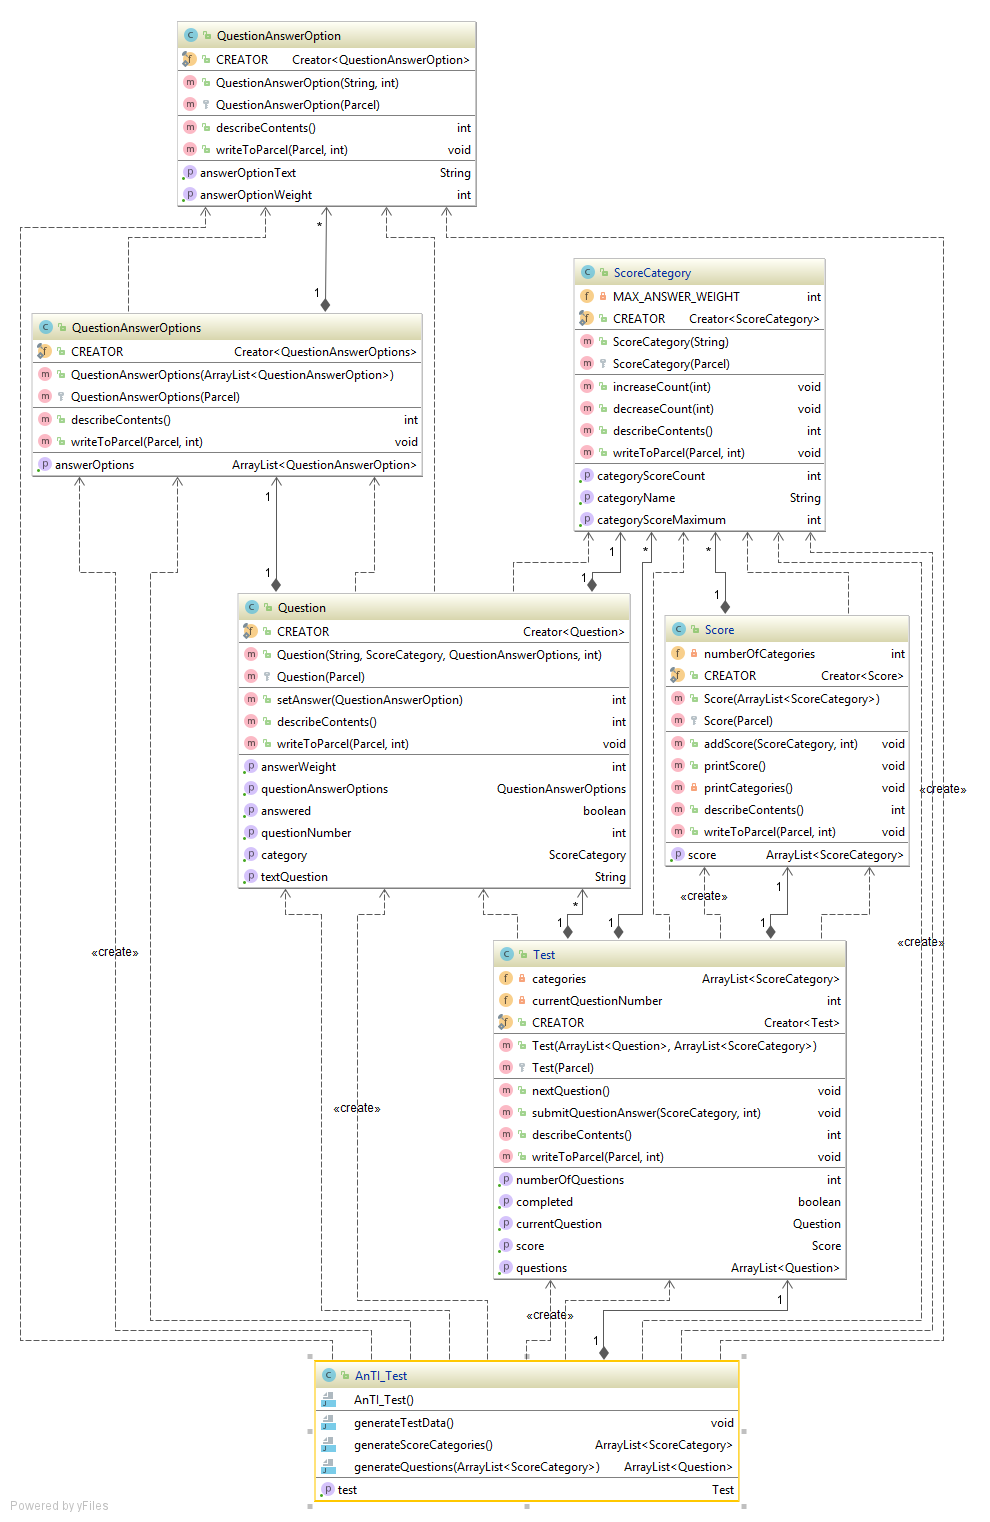 QuestionAnswerOption
CREATOR Creator<QuestionAnswerOption>
QuestionAnswerOption(String, int)
QuestionAnswerOption(Parcel)
describeContents() int
writeToParcel(Parcel, int) void
answerOptionText String
answerOptionWeight int
*
1
ScoreCategory
MAX_ANSWER_WEIGHT int
CREATOR Creator<ScoreCategory>
ScoreCategory(String)
ScoreCategory(Parcel)
increaseCount(int) void
decreaseCount(int) void
describeContents() int
writeToParcel(Parcel, int) void
categoryScoreCount int
categoryName String
categoryScoreMaximum int
QuestionAnswerOptions
CREATOR Creator<QuestionAnswerOptions>
QuestionAnswerOptions(ArrayList<QuestionAnswerOption>)
QuestionAnswerOptions(Parcel)
describeContents() int
writeToParcel(Parcel, int) void
answerOptions ArrayList<QuestionAnswerOption>
1
1
1
*
*
1
1
Question
CREATOR Creator<Question>
Question(String, ScoreCategory, QuestionAnswerOptions, int)
Question(Parcel)
setAnswer(QuestionAnswerOption) int
describeContents() int
writeToParcel(Parcel, int) void
answerWeight int
questionAnswerOptions QuestionAnswerOptions
answered boolean
questionNumber int
category ScoreCategory
textQuestion String
Score
numberOfCategories int
CREATOR Creator<Score>
Score(ArrayList<ScoreCategory>)
Score(Parcel)
addScore(ScoreCategory, int) void
printScore() void
printCategories() void
describeContents() int
writeToParcel(Parcel, int) void
score ArrayList<ScoreCategory>
«create»
«create»
*
1
1
1
1
«create»
«create»
Test
categories ArrayList<ScoreCategory>
currentQuestionNumber int
CREATOR Creator<Test>
Test(ArrayList<Question>, ArrayList<ScoreCategory>)
Test(Parcel)
nextQuestion() void
submitQuestionAnswer(ScoreCategory, int) void
describeContents() int
writeToParcel(Parcel, int) void
numberOfQuestions int
completed boolean
currentQuestion Question
score Score
questions ArrayList<Question>
«create»
«create»
1
1
AnTI_Test
AnTI_Test()
generateTestData() void
generateScoreCategories() ArrayList<ScoreCategory>
generateQuestions(ArrayList<ScoreCategory>) ArrayList<Question>
test Test
Powered by yFiles